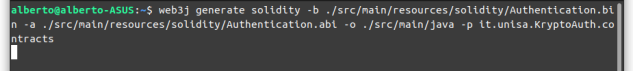 alberto@alberto-ASUS:~$ web3j generate solidity -b ./src/main/resources/solidity/Authentication.bi
n -a ./src/main/resources/solidity/Authentication.abi -o ./src/main/java -p it.unisa.KryptoAuth.co
ntracts